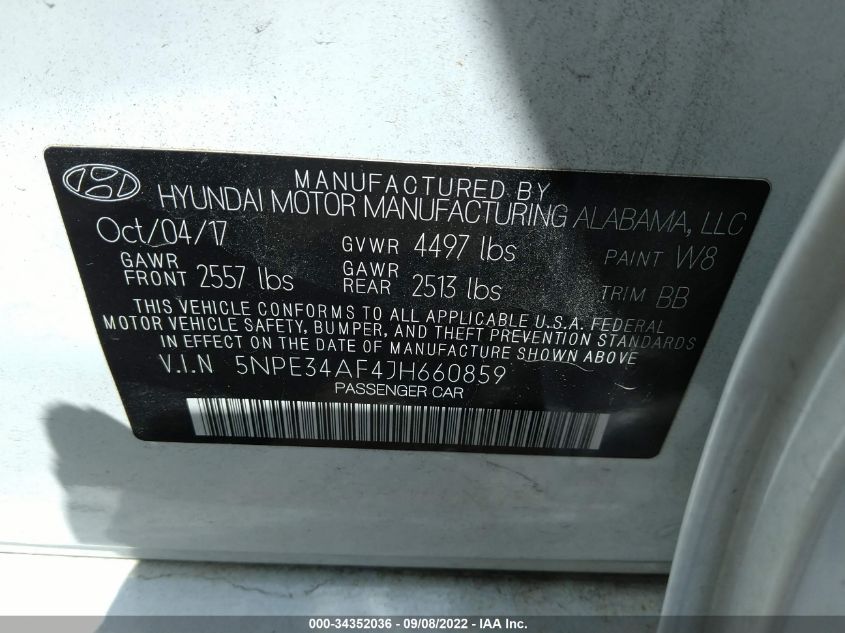 MANUFACTURED BY
HYUNDAI MOTOR MANUFACTURING ALABAMA, LLC
Oct/04/17 GVWR 4497 lbs PAINT W8
GAWR FRONT 2557 lbs GAWR REAR 2513 lbs TRIM BB
THIS VEHICLE CONFORMS TO ALL APPLICABLE U.S.A. FEDERAL
MOTOR VEHICLE SAFETY, BUMPER, AND THEFT PREVENTION STANDARDS
IN EFFECT ON THE DATE OF MANUFACTURE SHOWN ABOVE
V.I.N 5NPE34AF4JH660859
PASSENGER CAR
000-34352036 - 09/08/2022 - IAA Inc.